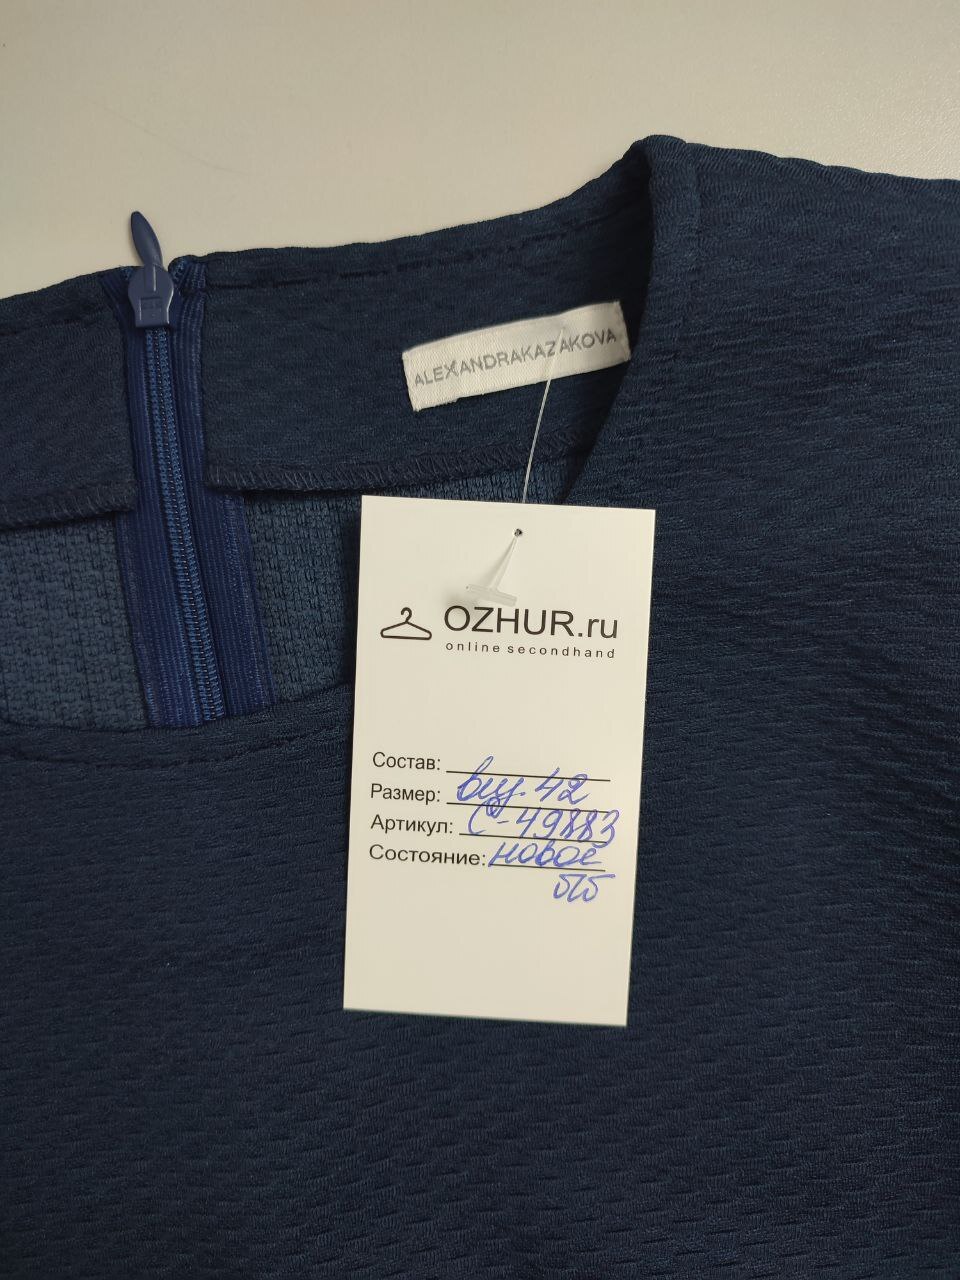 ALEXANDRAKAZAKOVA
OZHUR.ru
online secondhand
Состав:
Размер: виз. 42
Артикул: С-49883
Состояние: новое